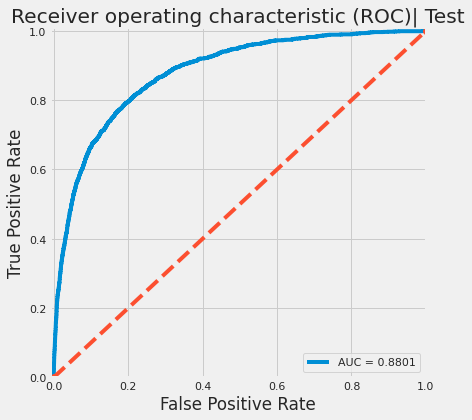 Receiver operating characteristic (ROC)| Test
1.0
0.8
0.6
0.4
0.2
0.0
True Positive Rate
0.0 0.2 0.4 0.6 0.8 1.0
False Positive Rate
AUC = 0.8801